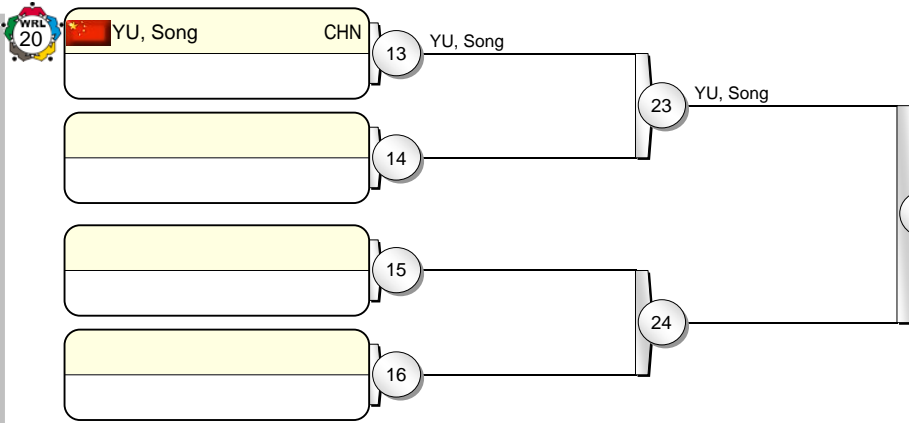 WRL
20
YU, Song CHN
13
YU, Song
23
YU, Song
14
15
24
16